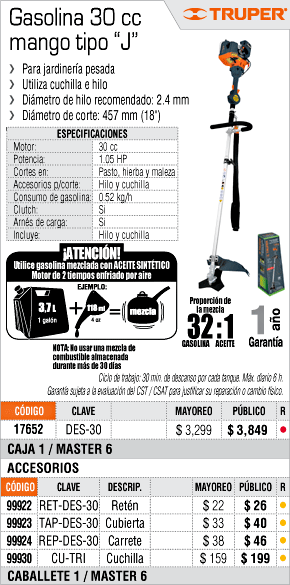 Gasolina 30 cc
mango tipo “J”
TRUPER®
Para jardinería pesada
Utiliza cuchilla e hilo
Diámetro de hilo recomendado: 2.4 mm
Diámetro de corte: 457 mm (18")
ESPECIFICACIONES
Motor: 30 cc
Potencia: 1.05 HP
Cortes en: Pasto, hierba y maleza
Accesorios p/corte: Hilo y cuchilla
Consumo de gasolina: 0.52 kg/h
Clutch: Si
Arnés de carga: Si
Incluye: Hilo y cuchilla
¡ATENCIÓN!
Utilice gasolina mezclada con ACEITE SINTÉTICO
Motor de 2 tiempos enfriado por aire
EJEMPLO:
3,7 L
1 galón
+
118 ml
4 oz
=
mezcla
NOTA: No usar una mezcla de
combustible almacenada
durante más de 30 días
Proporción de
la mezcla
32:1
GASOLINA ACEITE
1 año
Garantía
Ciclo de trabajo: 30 min. de descanso por cada tanque. Máx. diario 6 h.
Garantía sujeta a la evaluación del CST / CSAT para justificar su reparación o cambio físico.
CÓDIGO CLAVE MAYOREO PÚBLICO R
17652 DES-30 $ 3,299 $ 3,849
CAJA 1 / MASTER 6
ACCESORIOS
CÓDIGO CLAVE DESCRIP. MAYOREO PÚBLICO R
99922 RET-DES-30 Retén $ 22 $ 26
99923 TAP-DES-30 Cubierta $ 33 $ 40
99924 REP-DES-30 Carrete $ 38 $ 46
99930 CU-TRI Cuchilla $ 159 $ 199
CABALLETE 1 / MASTER 6